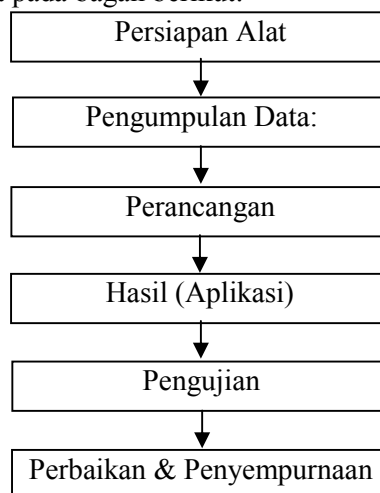 pada bagan berikut:
Persiapan Alat
Pengumpulan Data:
Perancangan
Hasil (Aplikasi)
Pengujian
Perbaikan & Penyempurnaan